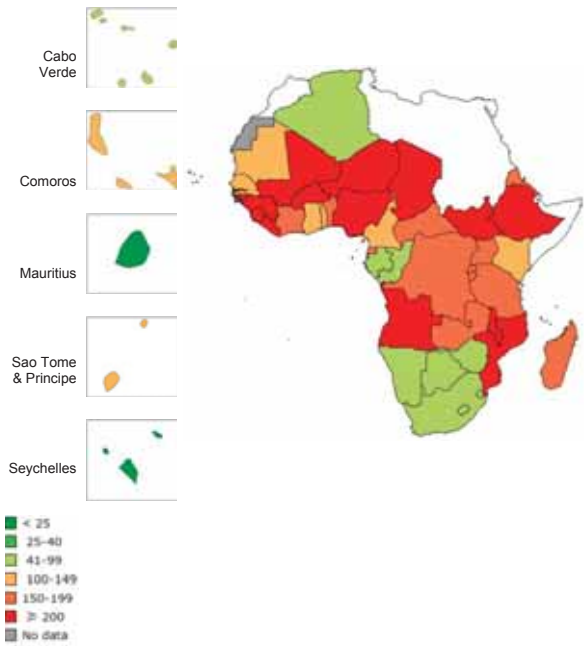 Cabo
Verde
Comoros
Mauritius
Sao Tome
& Principe
Seychelles
< 25
25-40
41-99
100-149
150-199
≥ 200
No data